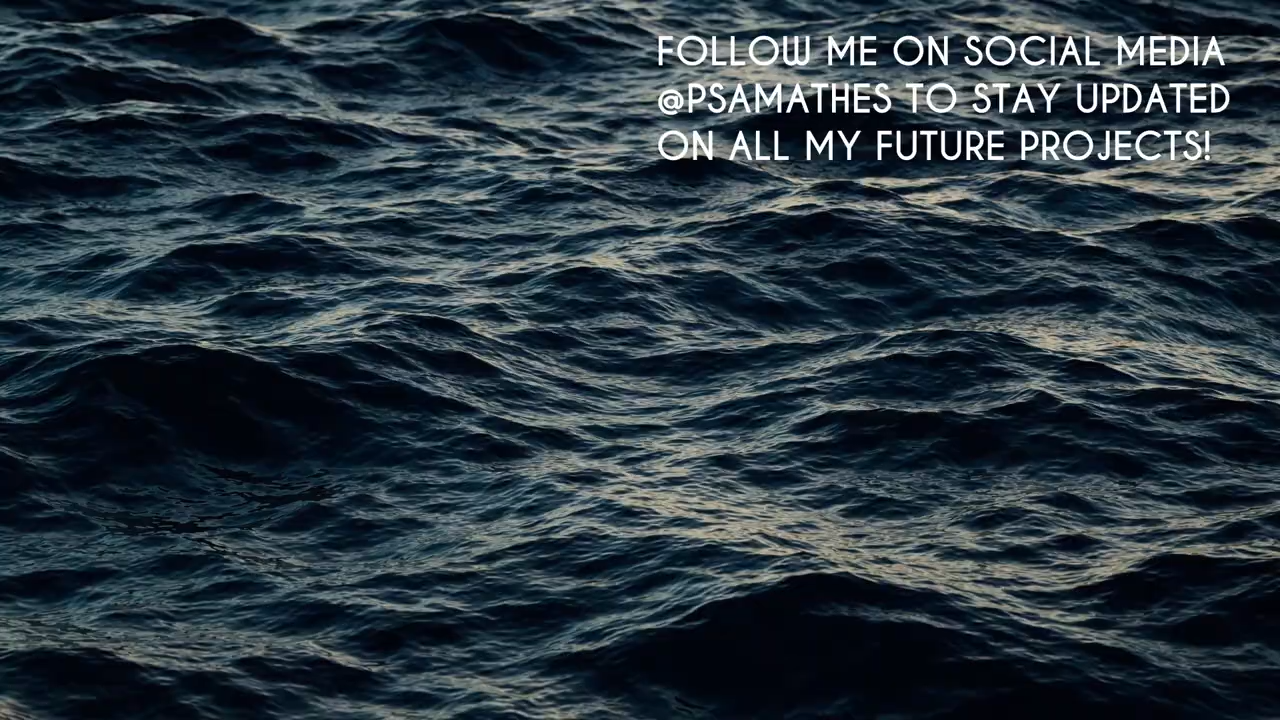 FOLLOW ME ON SOCIAL MEDIA
@PSAMATHES TO STAY UPDATED
ON ALL MY FUTURE PROJECTS!